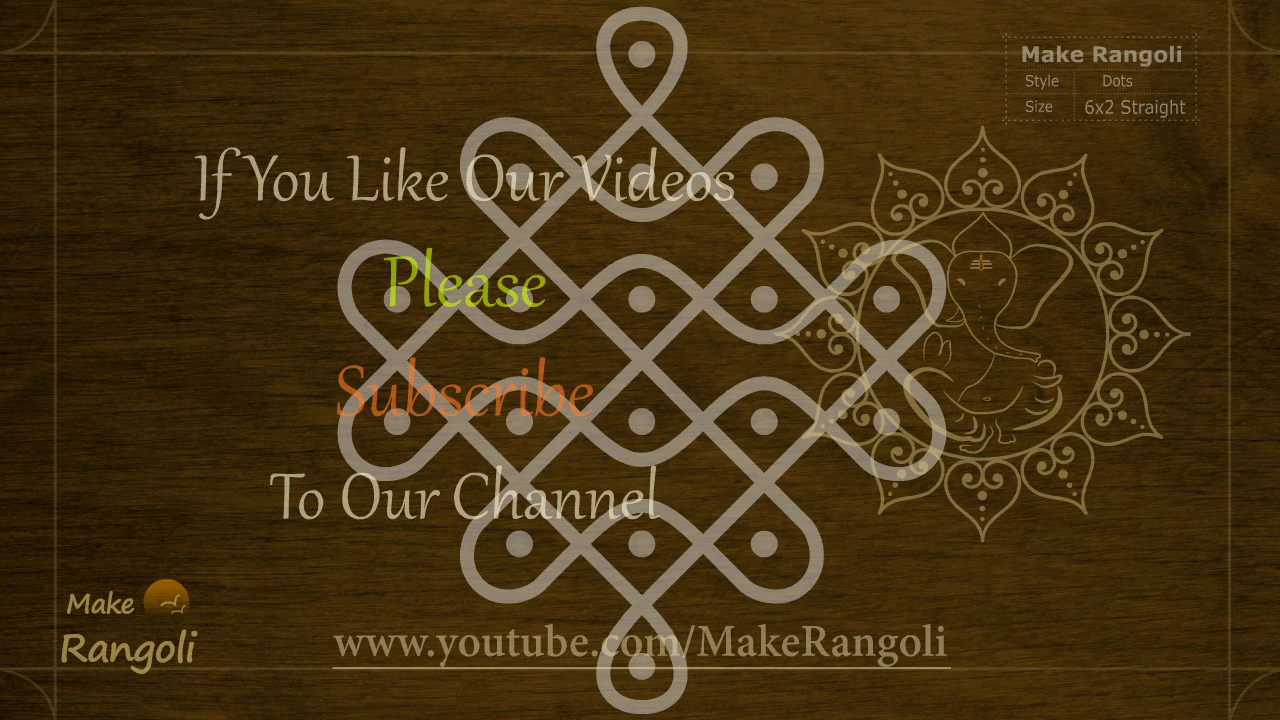 Make Rangoli
Style Dots
Size 6x2 Straight
If You Like Our Videos
Please
Subscribe
To Our Channel
Make
Rangoli
www.youtube.com/MakeRangoli